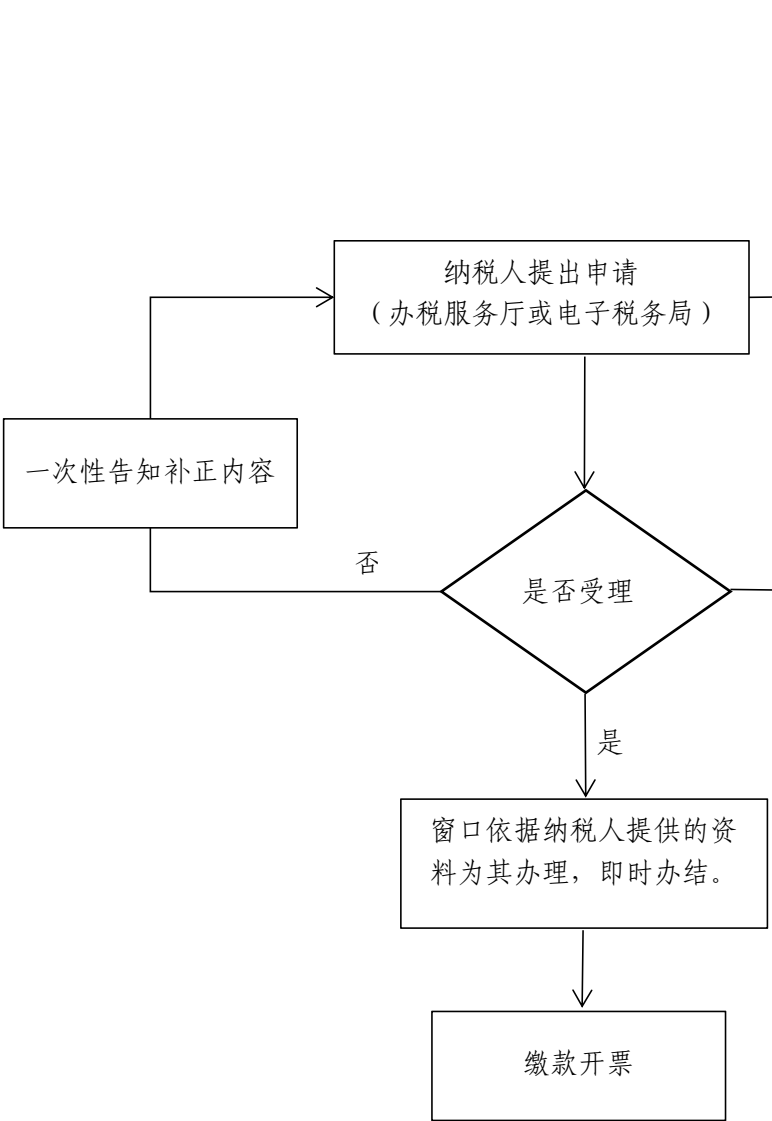 纳税人提出申请
（办税服务厅或电子税务局）
一次性告知补正内容
否
是否受理
是
窗口依据纳税人提供的资
料为其办理，即时办结。
缴款开票